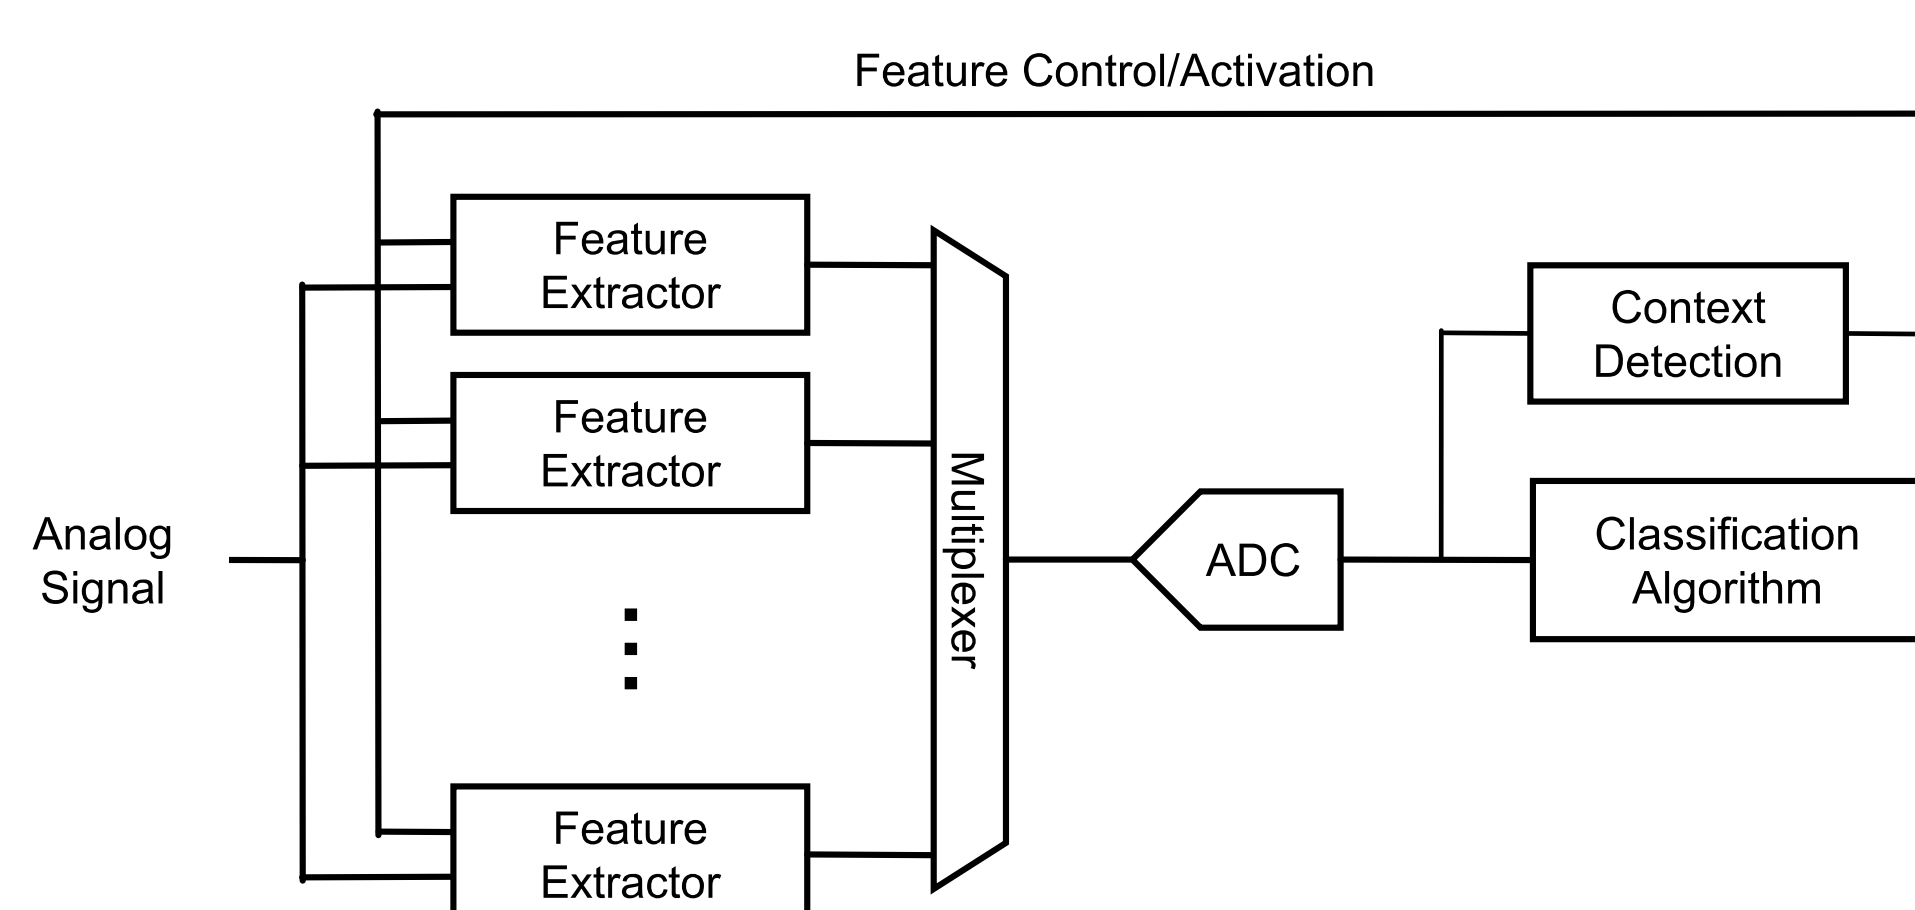 Feature Control/Activation
Feature
Extractor
Feature
Extractor
Context
Detection
Analog
Signal
Multiplexer
ADC
Classification
Algorithm
Feature
Extractor